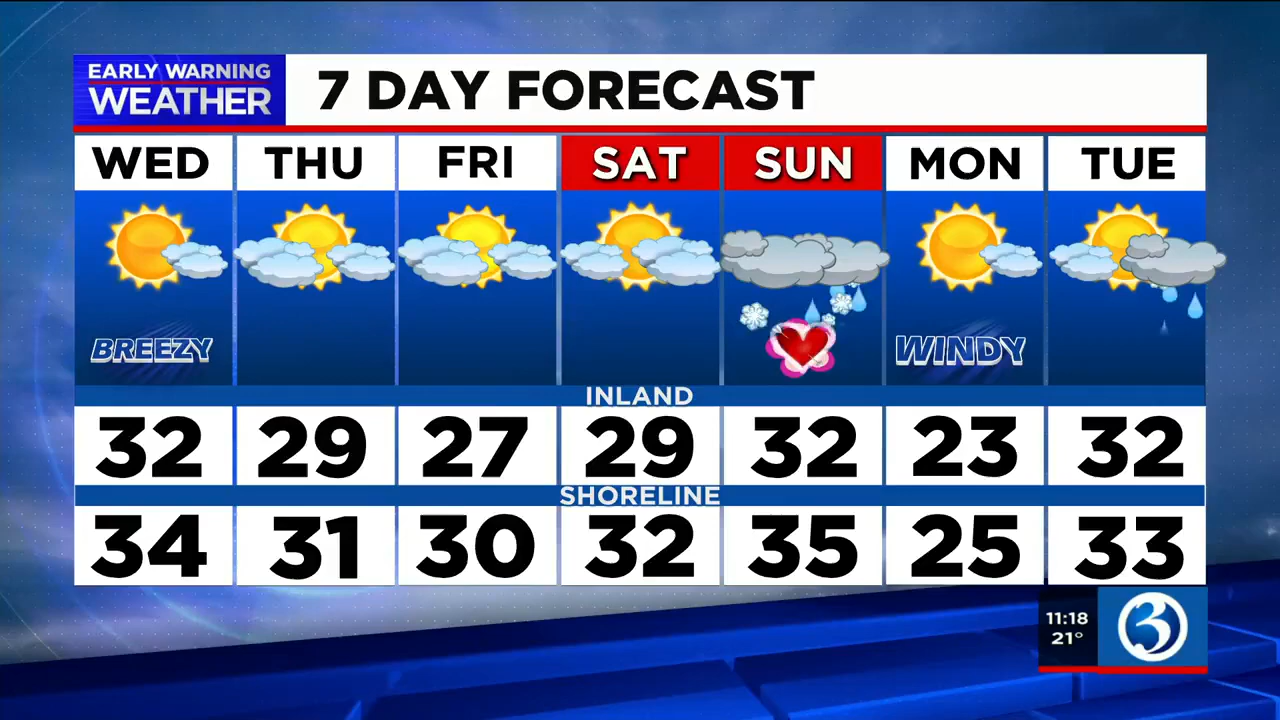 EARLY WARNING
WEATHER
7 DAY FORECAST
WED THU FRI SAT SUN MON TUE
BREEZY WINDY
INLAND
32 29 27 29 32 23 32
SHORELINE
34 31 30 32 35 25 33
11:18
21°
3